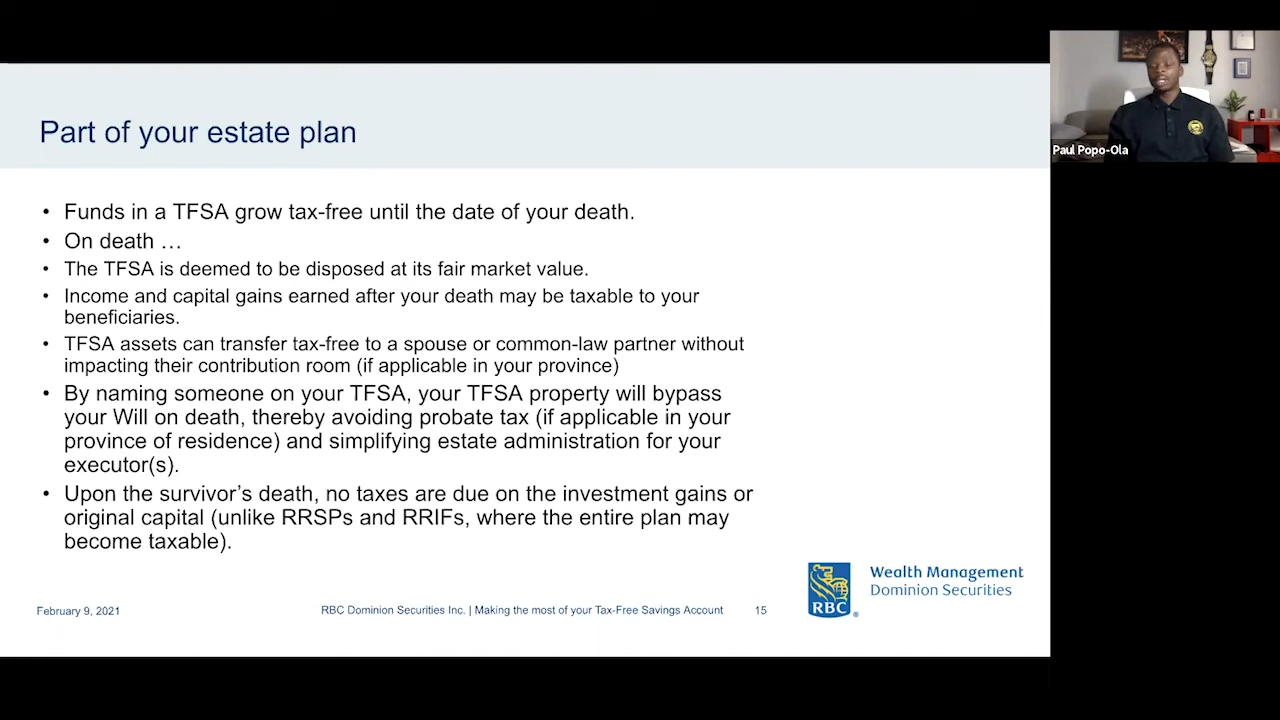 Part of your estate plan
• Funds in a TFSA grow tax-free until the date of your death.
• On death …
• The TFSA is deemed to be disposed at its fair market value.
• Income and capital gains earned after your death may be taxable to your
beneficiaries.
• TFSA assets can transfer tax-free to a spouse or common-law partner without
impacting their contribution room (if applicable in your province)
• By naming someone on your TFSA, your TFSA property will bypass
your Will on death, thereby avoiding probate tax (if applicable in your
province of residence) and simplifying estate administration for your
executor(s).
• Upon the survivor’s death, no taxes are due on the investment gains or
original capital (unlike RRSPs and RRIFs, where the entire plan may
become taxable).
February 9, 2021
RBC Dominion Securities Inc. | Making the most of your Tax-Free Savings Account
15
RBC ®
Wealth Management
Dominion Securities
Paul Popo-Ola